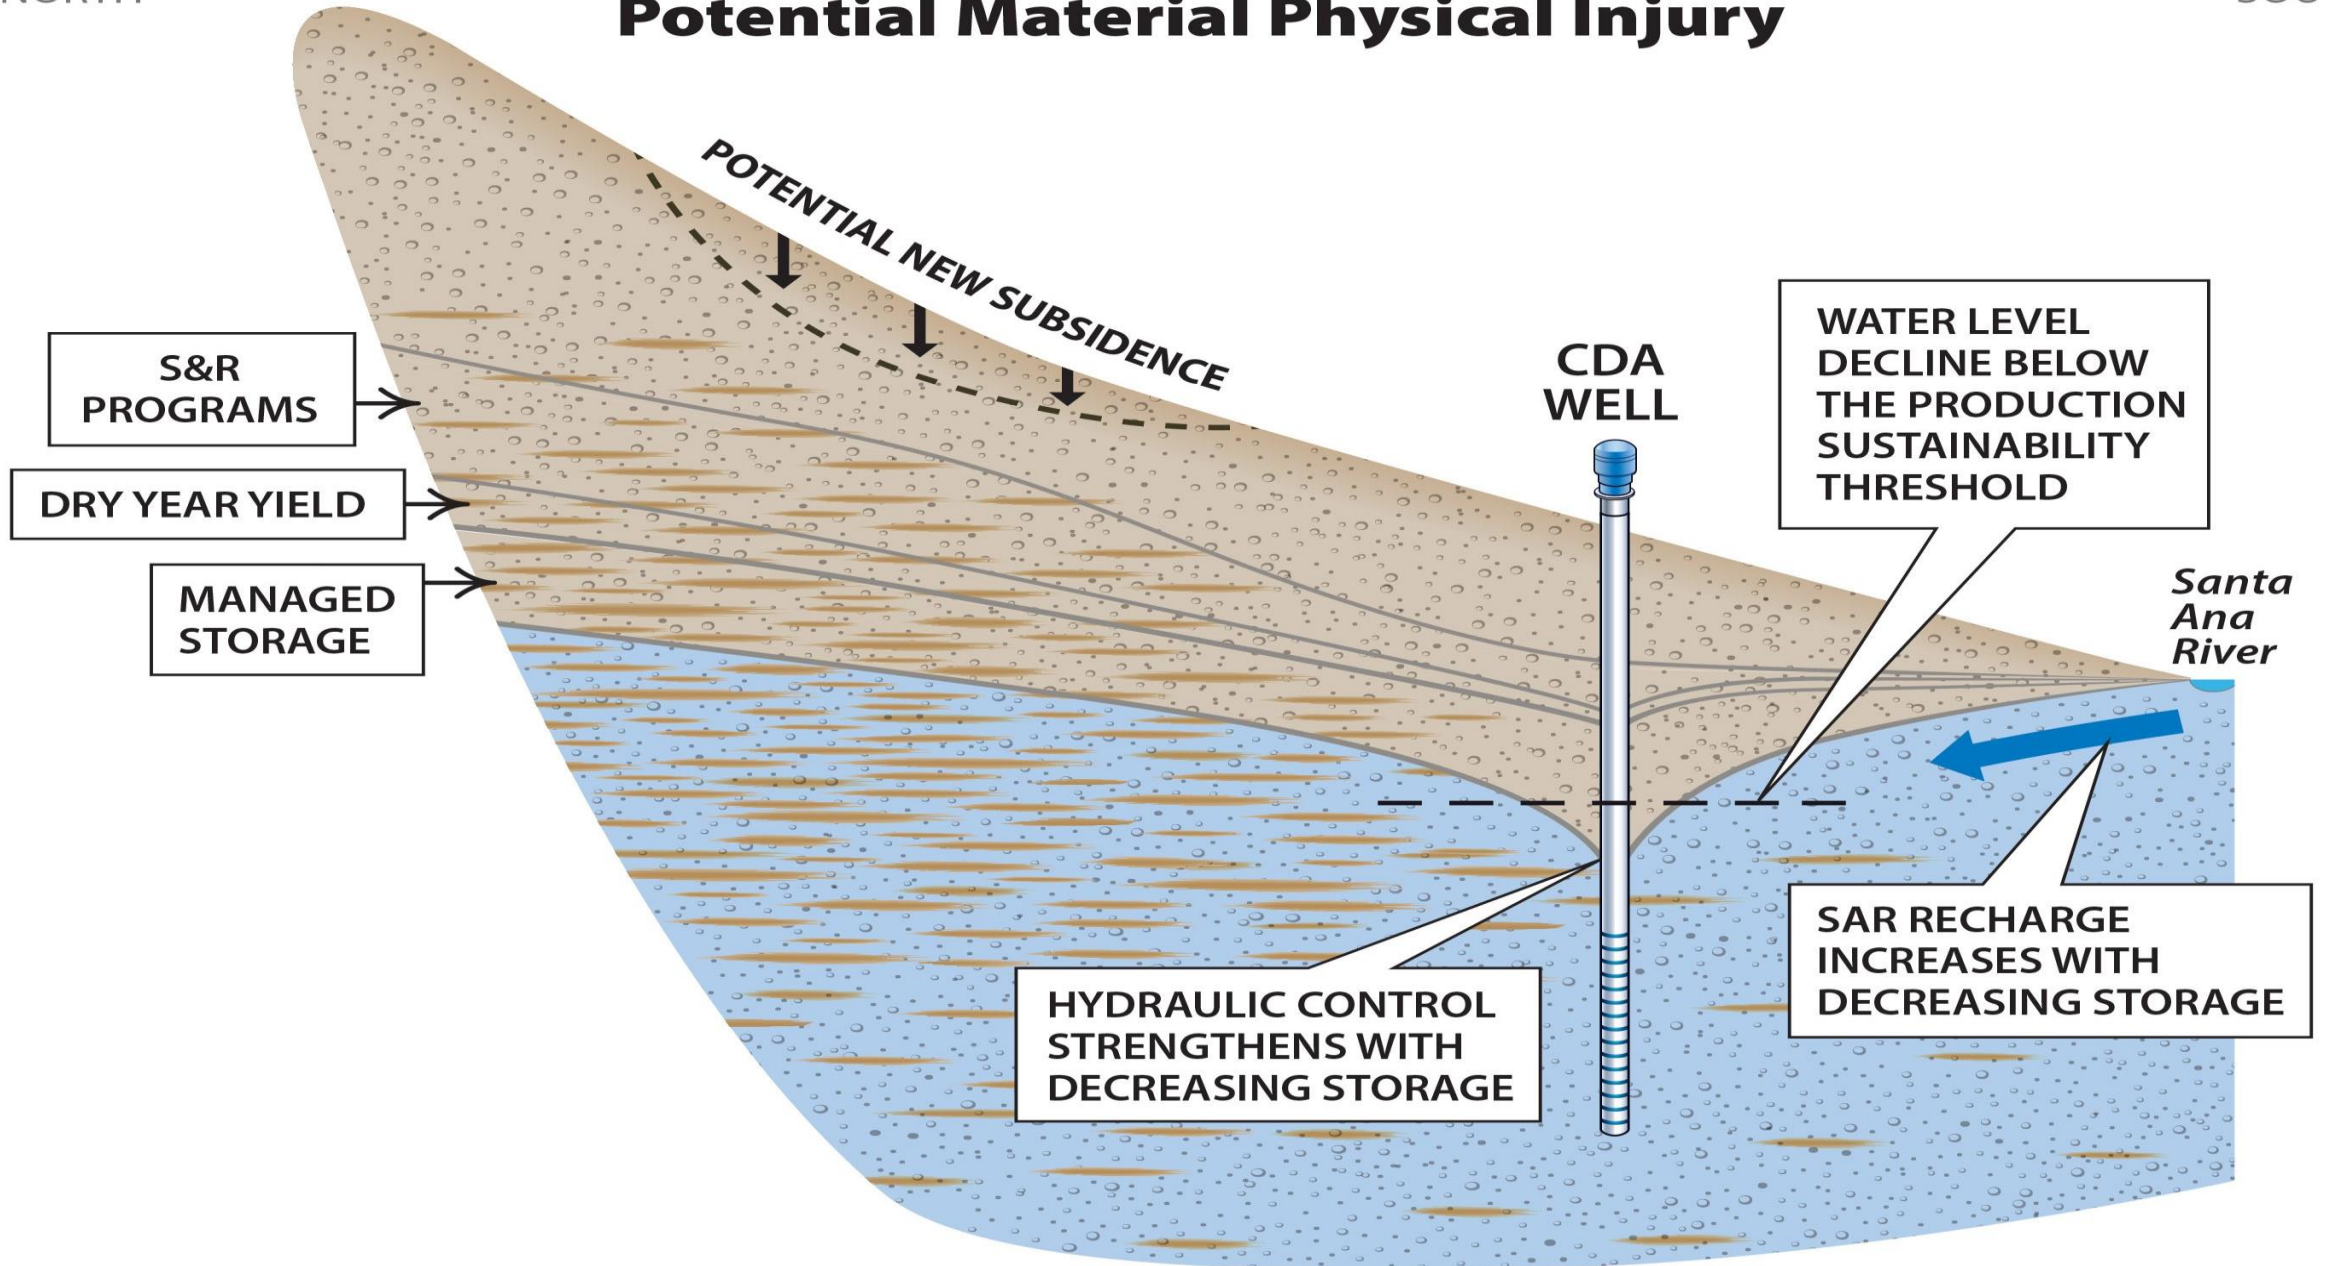 NORTH
Potential Material Physical Injury
POTENTIAL NEW SUBSIDENCE
S&R
PROGRAMS
DRY YEAR YIELD
MANAGED
STORAGE
CDA
WELL
WATER LEVEL
DECLINE BELOW
THE PRODUCTION
SUSTAINABILITY
THRESHOLD
Santa
Ana
River
HYDRAULIC CONTROL
STRENGTHENS WITH
DECREASING STORAGE
SAR RECHARGE
INCREASES WITH
DECREASING STORAGE